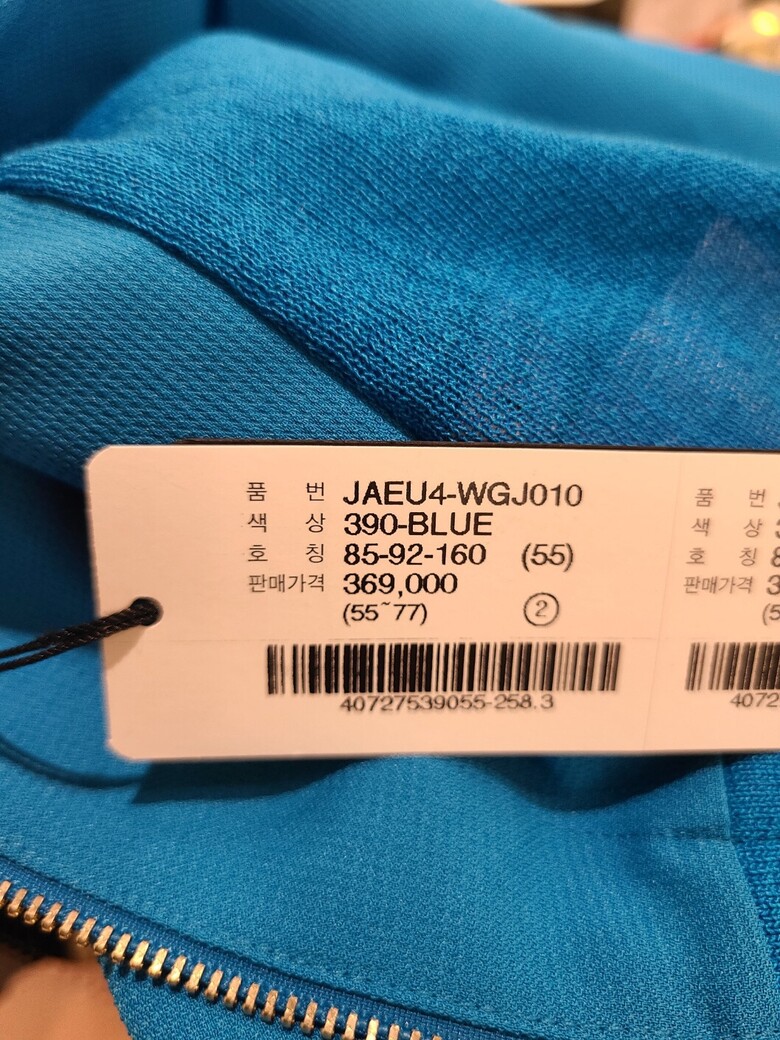 품 번 JAEU4-WGJ010
색 상 390-BLUE
호 칭 85-92-160 (55)
판매가격 369,000
(55~77) ②
40727539055-258.3
품 번
색 상
호 칭
판매가격
4072